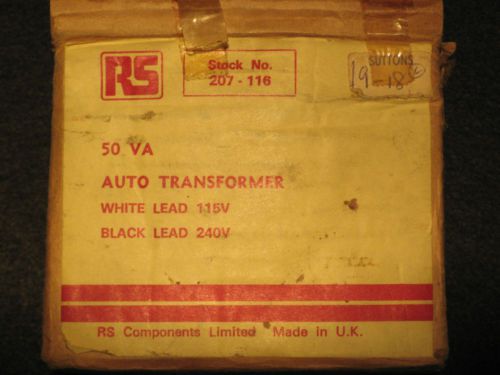 RS
Stock No.
207 - 116
SUTTONS
19-18
50 VA
AUTO TRANSFORMER
WHITE LEAD 115V
BLACK LEAD 240V
RS Components Limited Made in U.K.